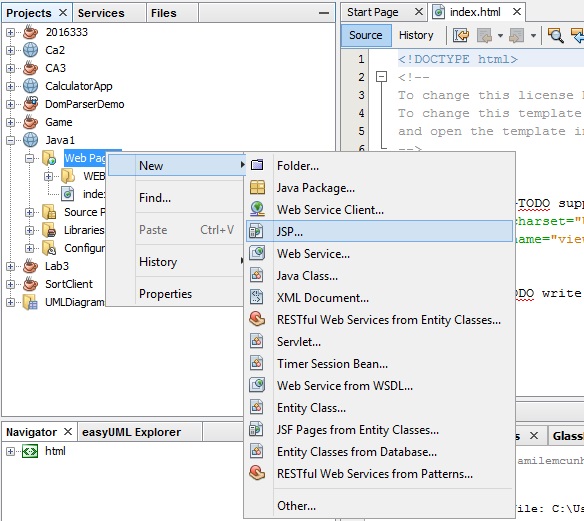 Projects Services Files
2016333
Ca2
CA3
CalculatorApp
DomParserDemo
Game
Java1
Web Pag
WEB
index
Source P
Libraries
Configur
Lab3
SortClient
UMLDiagram
New
Find...
Paste Ctrl+V
History
Properties
Folder...
Java Package...
Web Service Client...
JSP...
Web Service...
Java Class...
XML Document...
RESTful Web Services from Entity Classes...
Servlet...
Timer Session Bean...
Web Service from WSDL...
Entity Class...
JSF Pages from Entity Classes...
Entity Classes from Database...
RESTful Web Services from Patterns...
Other...
Navigator easyUML Explorer
html
Start Page index.html
Source History
1 <!DOCTYPE html>
2 <!--
3 To change this license
4 To change this template
5 and open the template in
6 -->
TODO supp
charset="
name="view
TODO write
s Glass
amilemcunh
File: C:\Us